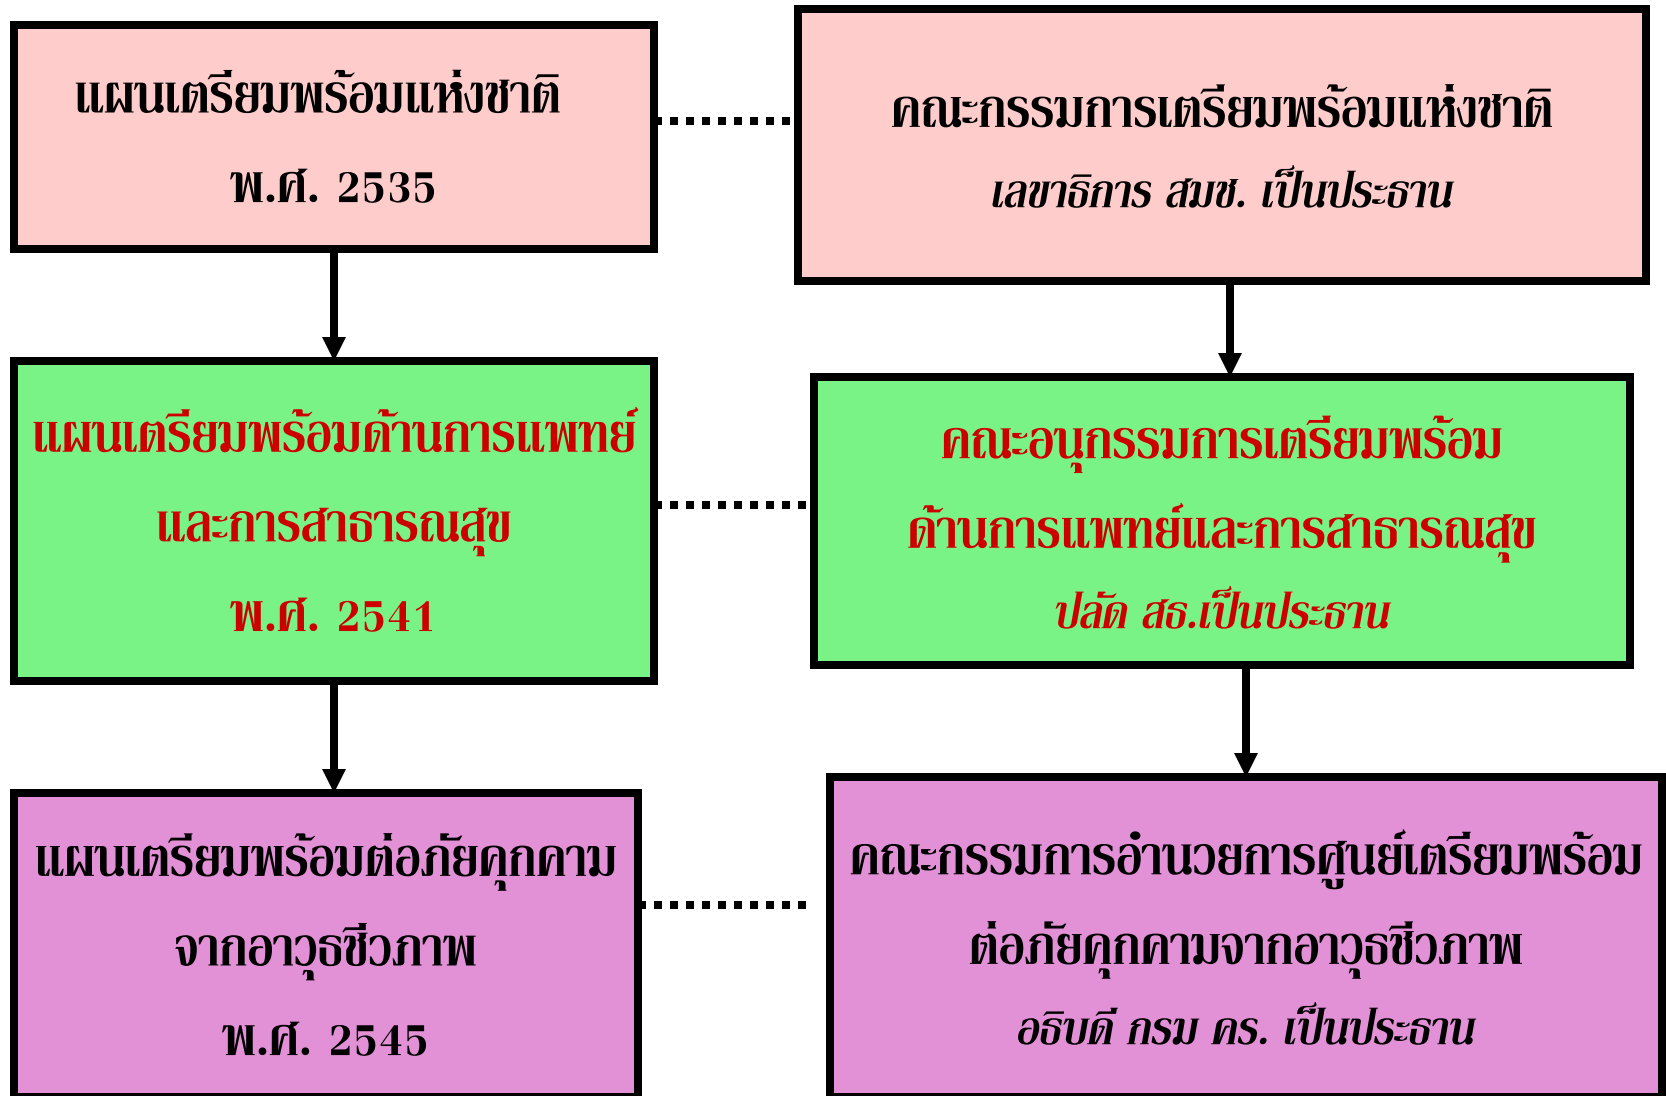 แผนเตรียมพร้อมแห่งชาติ
พ.ศ. 2535
คณะกรรมการเตรียมพร้อมแห่งชาติ
เลขาธิการ สมช. เป็นประธาน
แผนเตรียมพร้อมด้านการแพทย์
และการสาธารณสุข
พ.ศ. 2541
คณะอนุกรรมการเตรียมพร้อม
ด้านการแพทย์และการสาธารณสุข
ปลัด สธ.เป็นประธาน
แผนเตรียมพร้อมต่อภัยคุกคาม
จากอาวุธชีวภาพ
พ.ศ. 2545
คณะกรรมการอำนวยการศูนย์เตรียมพร้อม
ต่อภัยคุกคามจากอาวุธชีวภาพ
อธิบดี กรม คร. เป็นประธาน